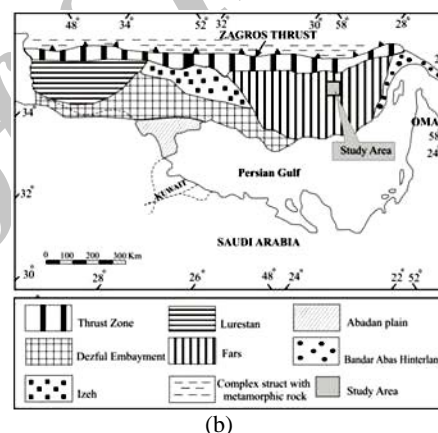 48° 34° 52° 32° 30° 58° 28°
ZAGROS THRUST
34°
OMA
58
24
Study Area
Persian Gulf
KUWAIT
32°
SAUDI ARABIA
0 100 200 300 Km
30° 28° 26° 48° 24° 22° 52°
Thrust Zone Lurestan Abadan plain
Dezful Embayment Fars Bandar Abas Hinterlan
Izeh Complex struct with metamorphic rock Study Area
(b)